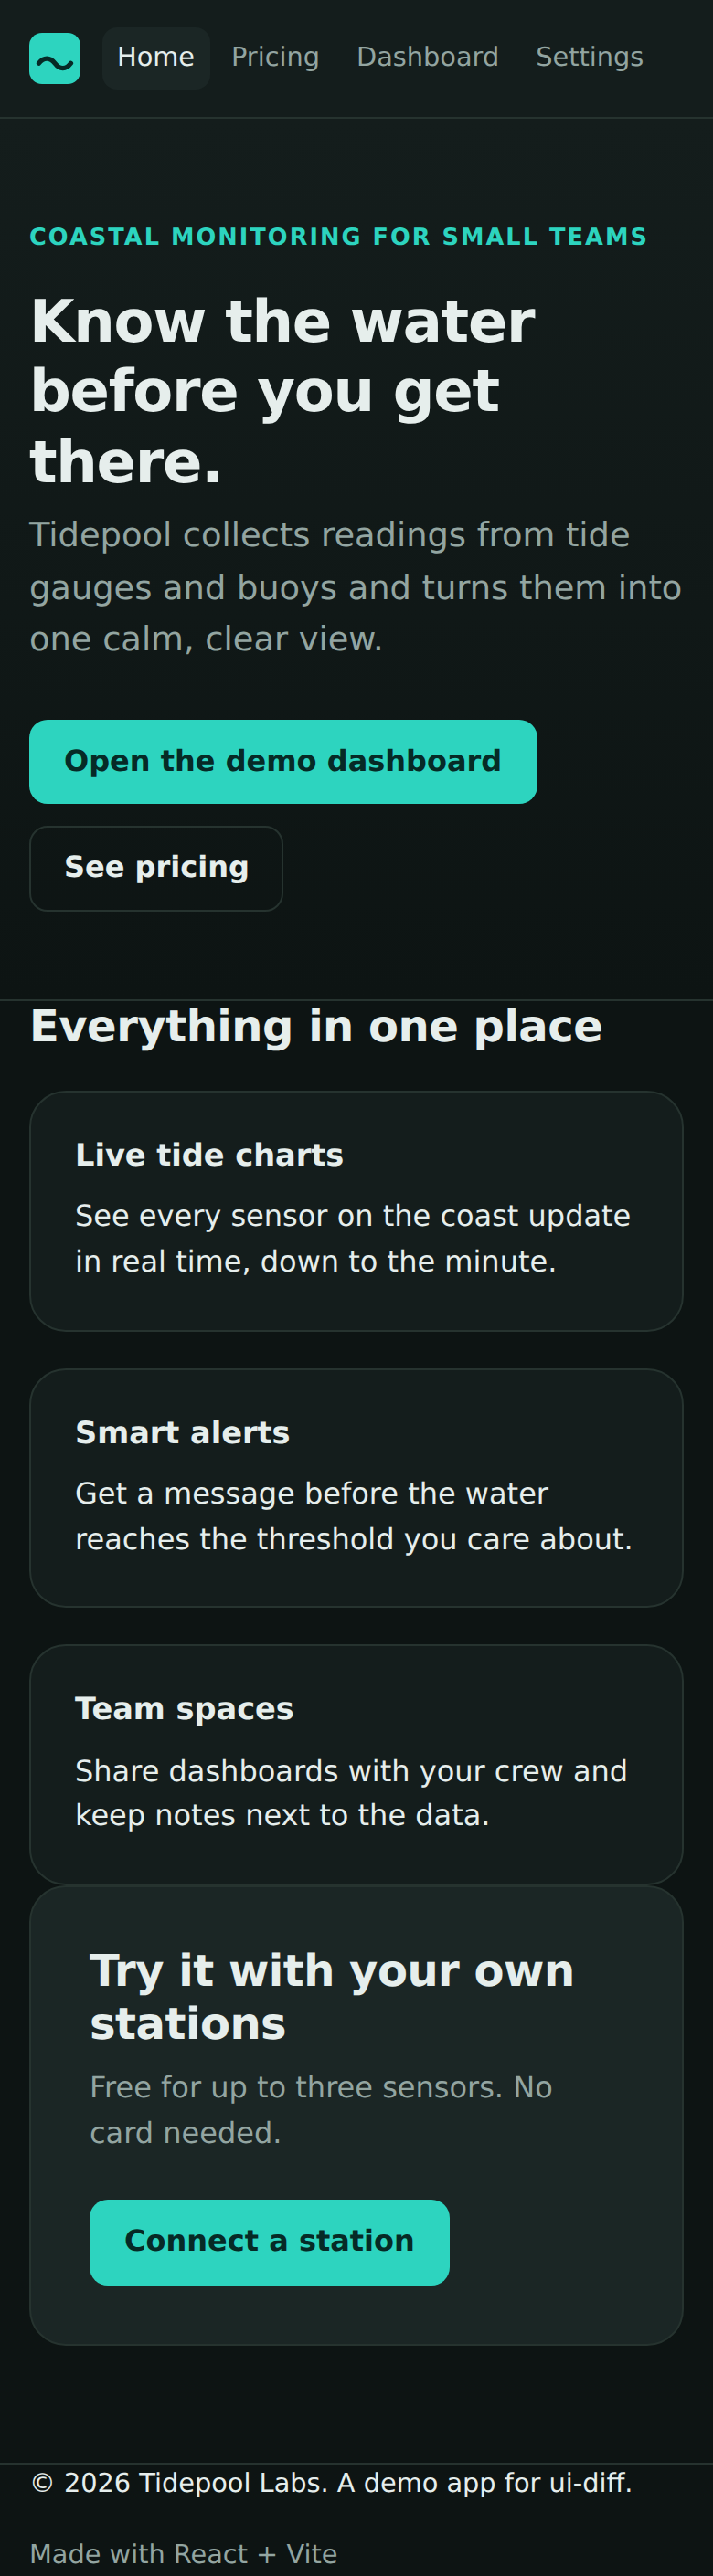 Home Pricing Dashboard Settings
COASTAL MONITORING FOR SMALL TEAMS
Know the water
before you get
there.
Tidepool collects readings from tide
gauges and buoys and turns them into
one calm, clear view.
Open the demo dashboard
See pricing
Everything in one place
Live tide charts
See every sensor on the coast update
in real time, down to the minute.
Smart alerts
Get a message before the water
reaches the threshold you care about.
Team spaces
Share dashboards with your crew and
keep notes next to the data.
Try it with your own
stations
Free for up to three sensors. No
card needed.
Connect a station
© 2026 Tidepool Labs. A demo app for ui-diff.
Made with React + Vite